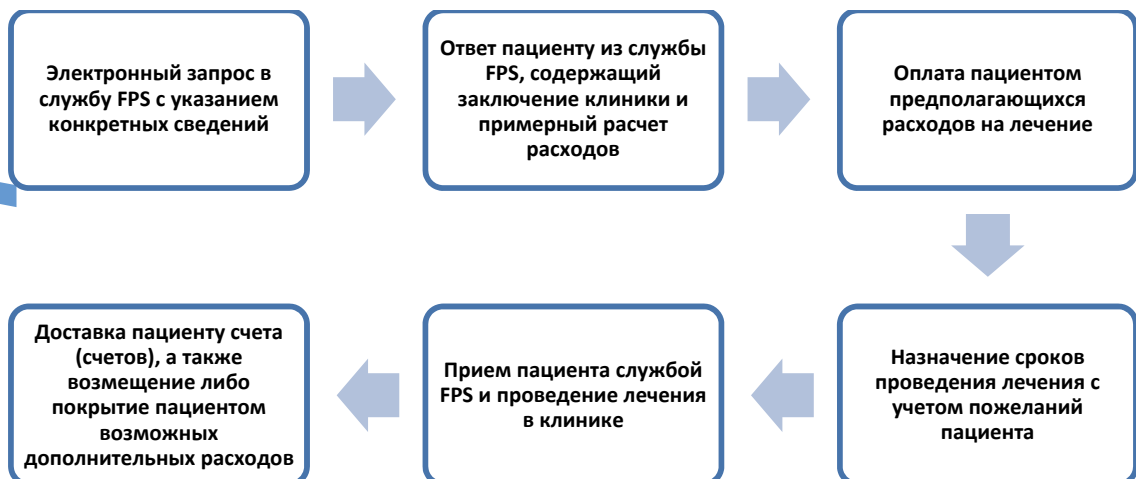 Электронный запрос в
службу FPS с указанием
конкретных сведений
Ответ пациенту из службы
FPS, содержащий
заключение клиники и
примерный расчет
расходов
Оплата пациентом
предполагающихся
расходов на лечение
Назначение сроков
проведения лечения с
учетом пожеланий
пациента
Прием пациента службой
FPS и проведение лечения
в клинике
Доставка пациенту счета
(счетов), а также
возмещение либо
покрытие пациентом
возможных
дополнительных расходов